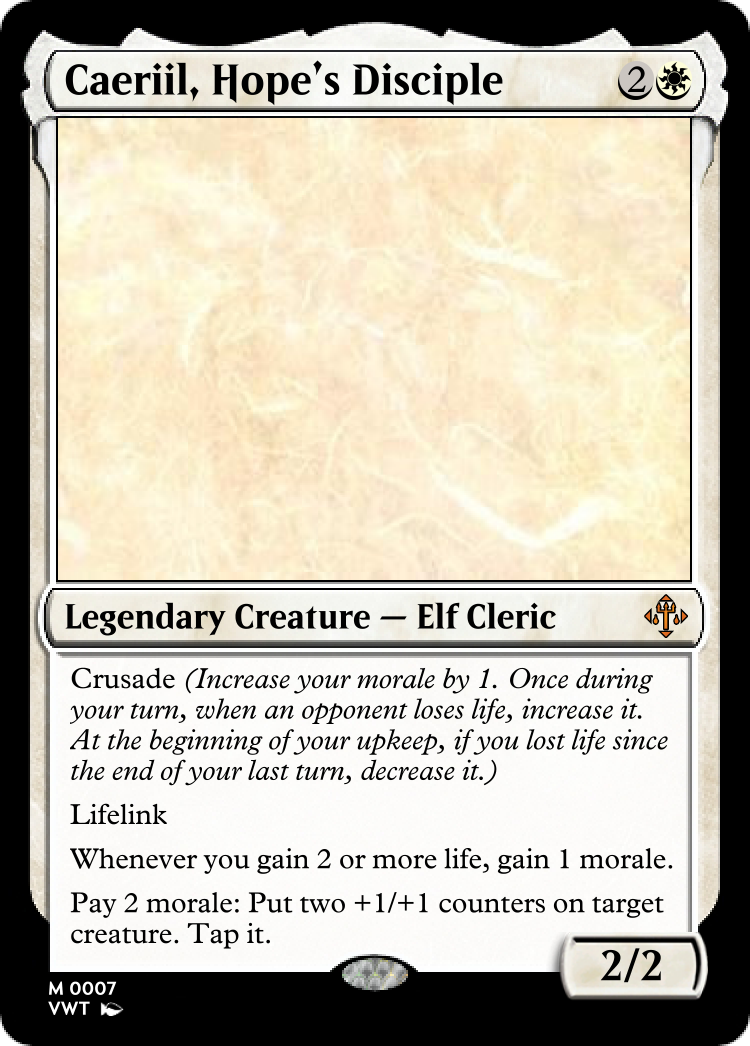 Caeriil, Hope's Disciple 2
Legendary Creature — Elf Cleric
Crusade (Increase your morale by 1. Once during
your turn, when an opponent loses life, increase it.
At the beginning of your upkeep, if you lost life since
the end of your last turn, decrease it.)
Lifelink
Whenever you gain 2 or more life, gain 1 morale.
Pay 2 morale: Put two +1/+1 counters on target
creature. Tap it.
2/2
M 0007
VWT